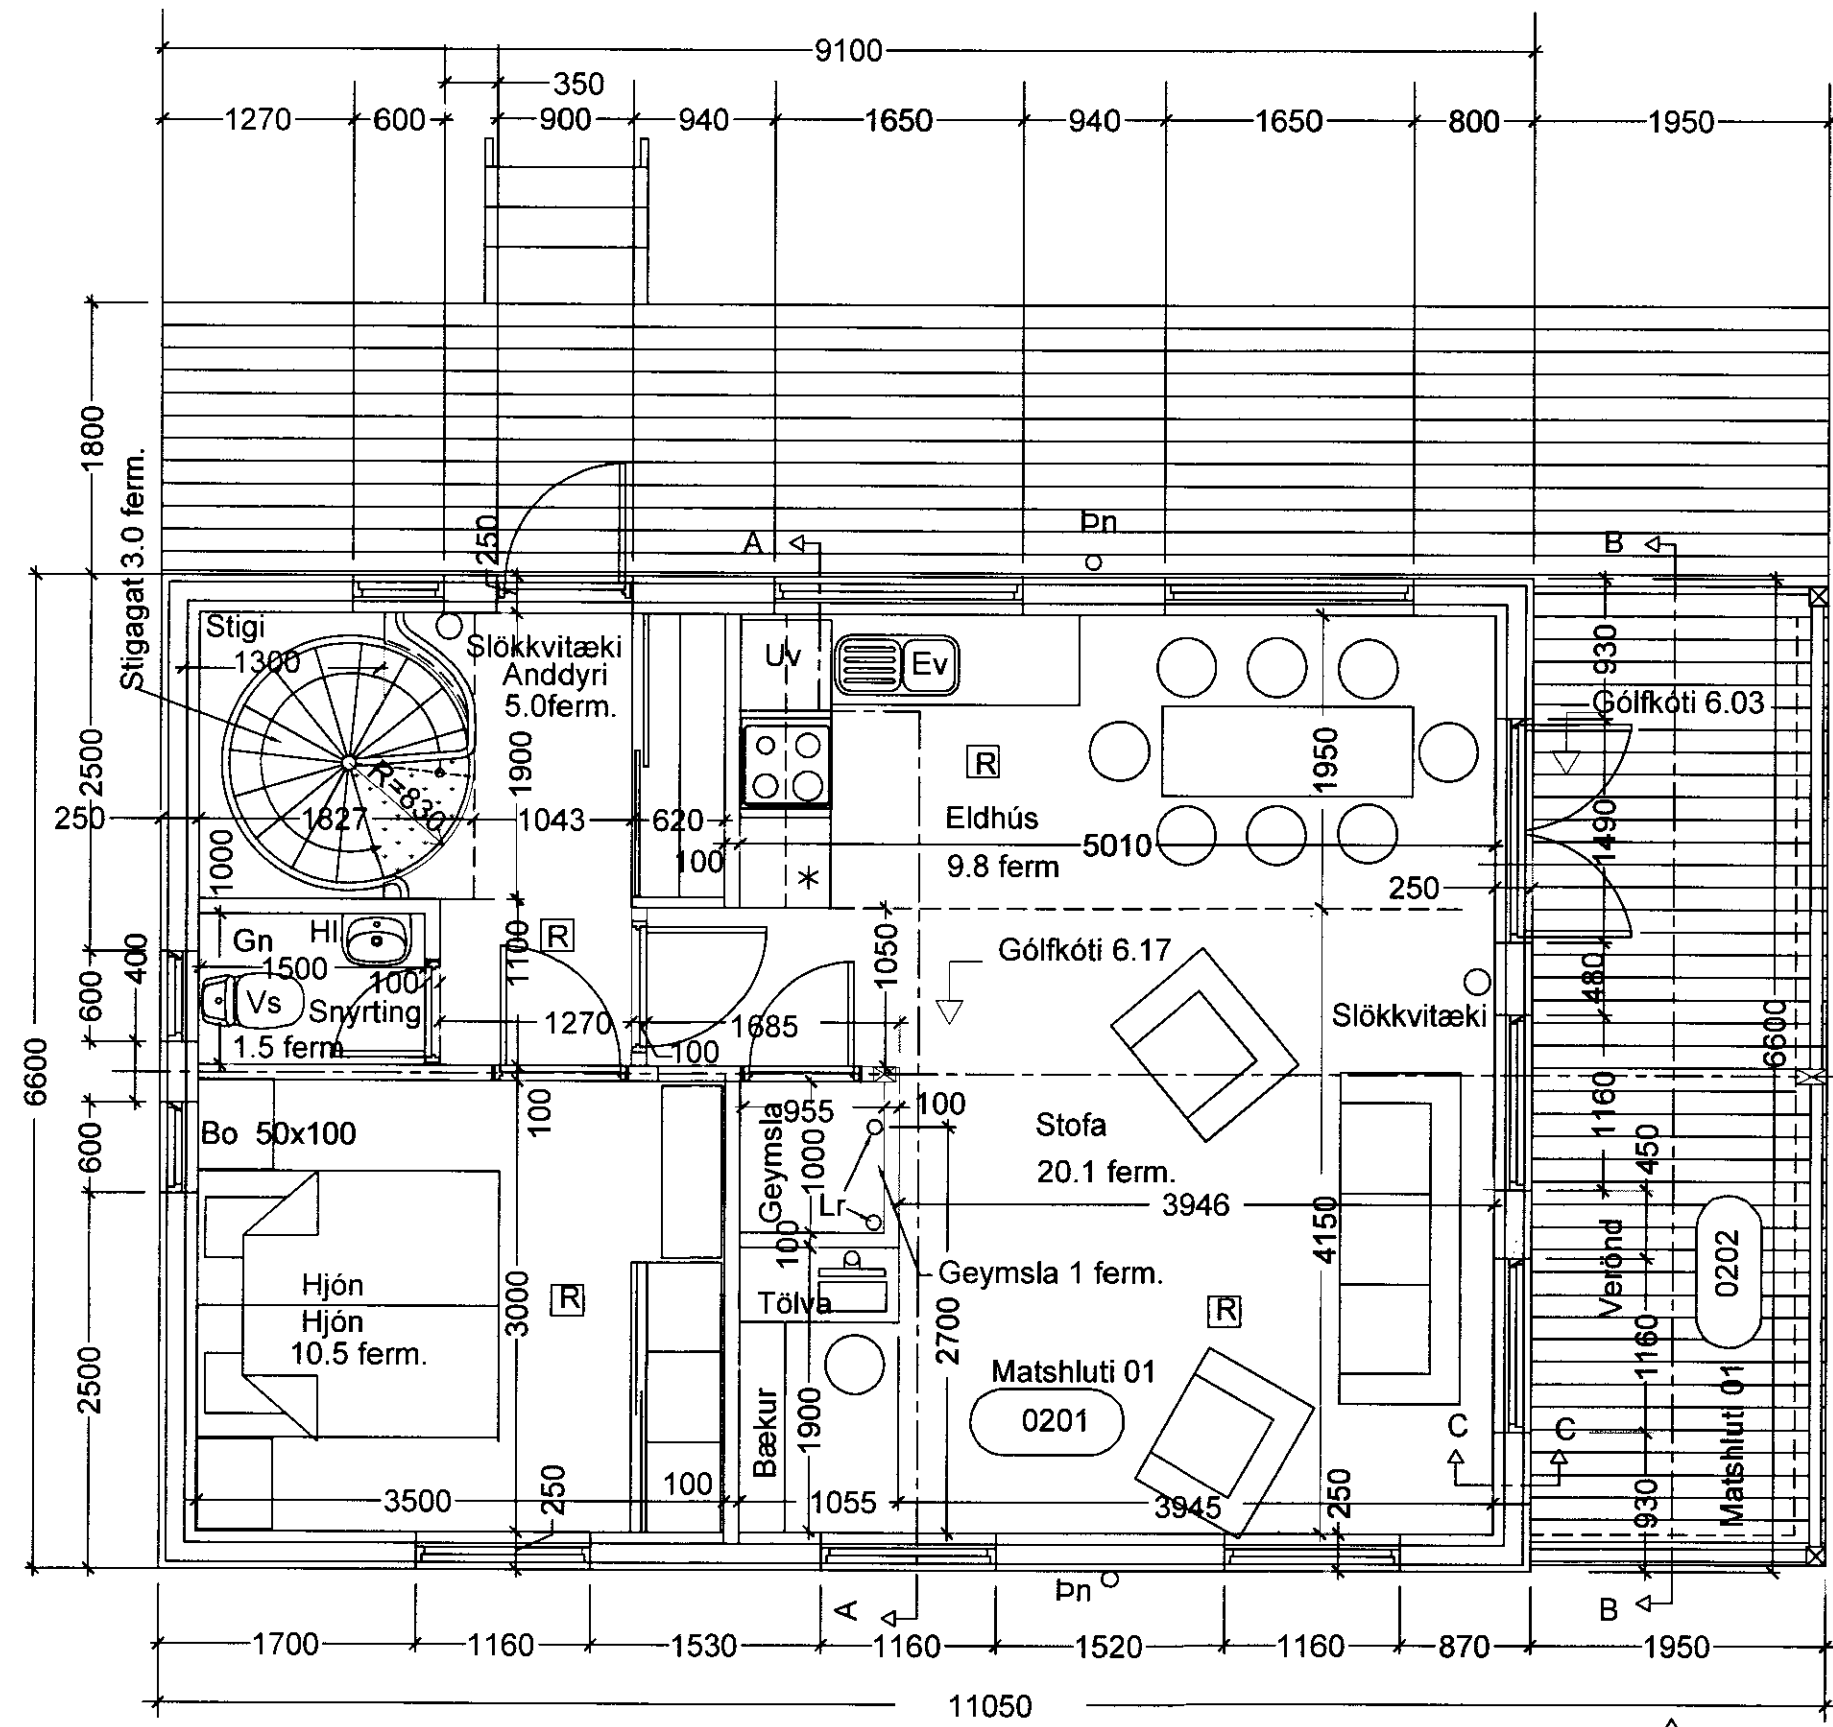 9100
350
1270 600 900 940 1650 940 1650 800 1950
1800
Stigagat 3.0 ferm.
250
A
Þn
B
Stigi
1300
Slökkvitæki
Anddyri
5.0ferm.
Uv
Ev
930
Gólfkóti 6.03
2500
R=830
1900
R
1950
250
1827
1043
620
100
Eldhús
9.8 ferm
5010
1490
250
1000
Gn
Hl
1500
100
Vs
Snyrting
1.5 ferm
1100
R
1270
1685
100
1050
Gólfkóti 6.17
Slökkvitæki
480
6600
600
400
6600
100
Bo 50x100
Geymsla
955
1000
100
Lr
Stofa
20.1 ferm.
3946
1160
450
600
Geymsla 1 ferm.
4150
Verönd
0202
Hjón
Hjón
10.5 ferm.
3000
R
100
Tölva
2700
R
1160
2500
Bækur
1900
Matshluti 01
0201
C
C
Matshluti 01
3500
250
100
1055
3945
250
930
Þn
A
B
1700 1160 1530 1160 1520 1160 870 1950
11050